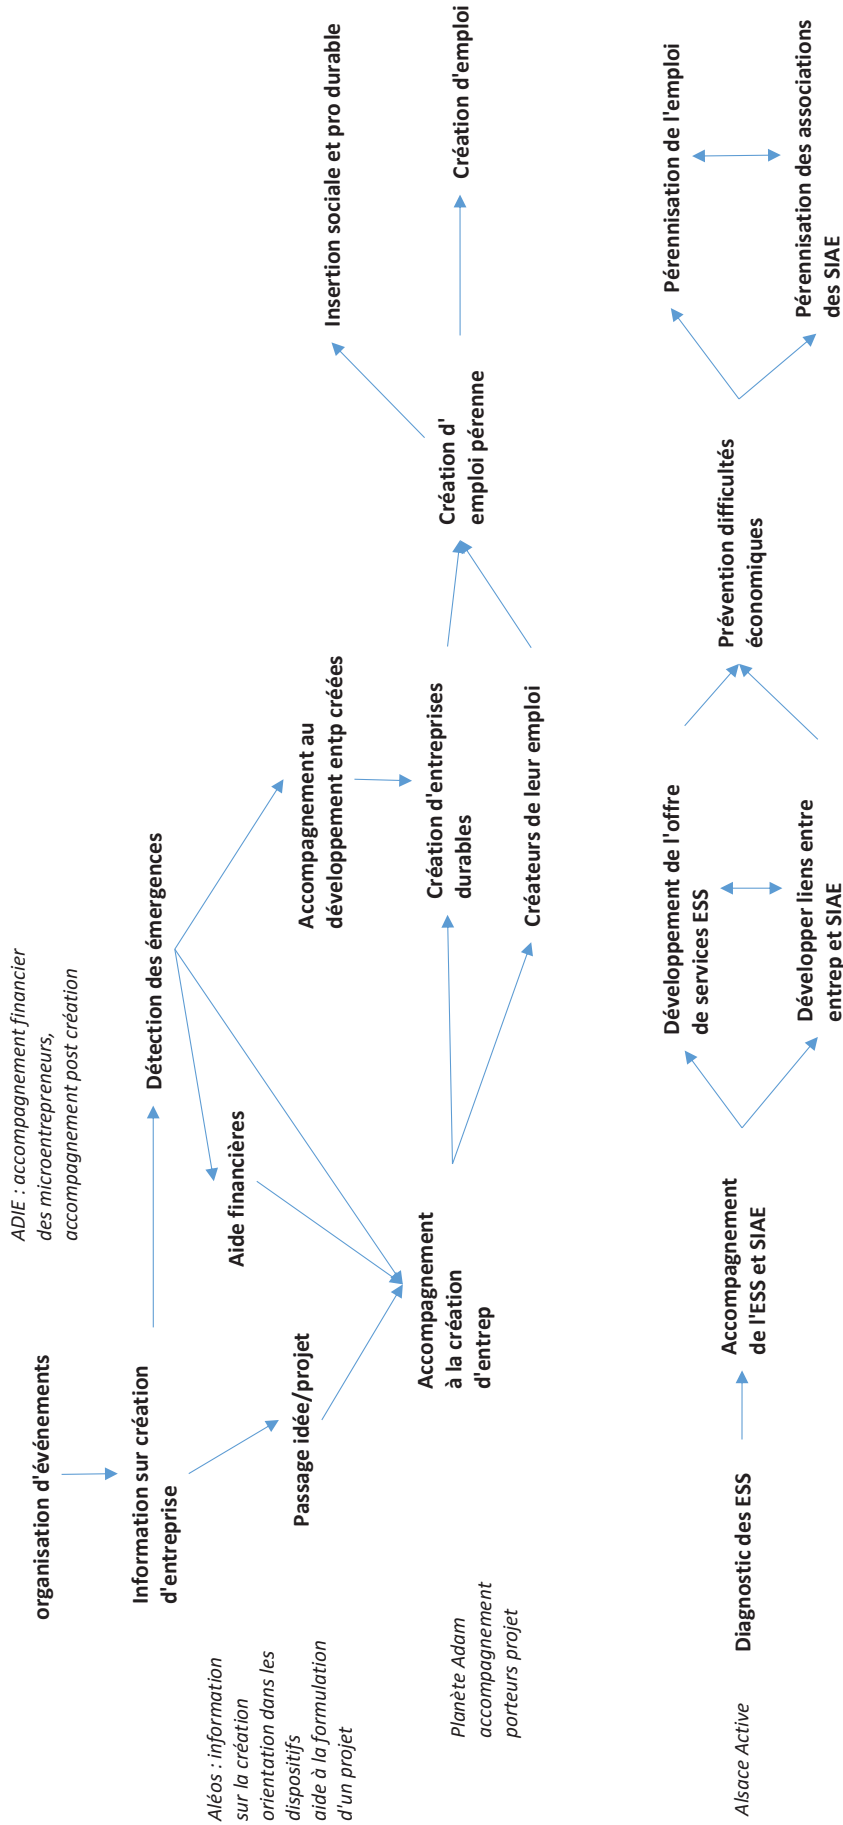 ADIE : accompagnement financier
des microentrepreneurs,
accompagnement post création
organisation d'événements
Information sur création
d'entreprise
Détection des émergences
Aléos : information
sur la création
orientation dans les
dispositifs
aide à la formulation
d'un projet
Passage idée/projet
Aide financières
Accompagnement au
développement entp créées
Insertion sociale et pro durable
Planète Adam
accompagnement
porteurs projet
Accompagnement
à la création
d'entrep
Création d'entreprises
durables
Créateurs de leur emploi
Création d'
emploi pérenne
Création d'emploi
Alsace Active
Diagnostic des ESS
Accompagnement
de l'ESS et SIAE
Développement de l'offre
de services ESS
Développer liens entre
entrep et SIAE
Prévention difficultés
économiques
Pérennisation de l'emploi
Pérennisation des associations
des SIAE